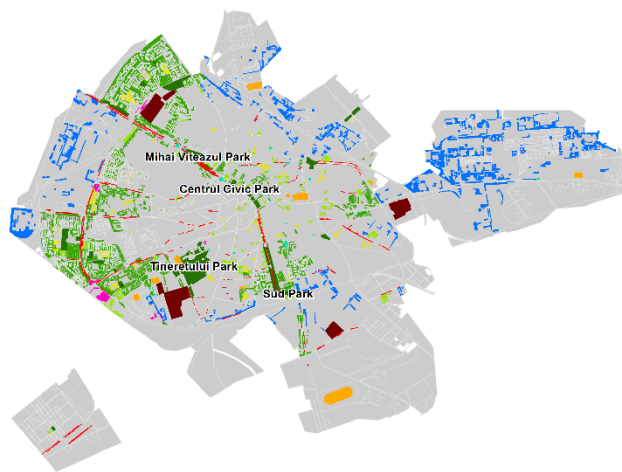 Mihai Viteazul Park
Centrul Civic Park
Tineretului Park
Sud Park